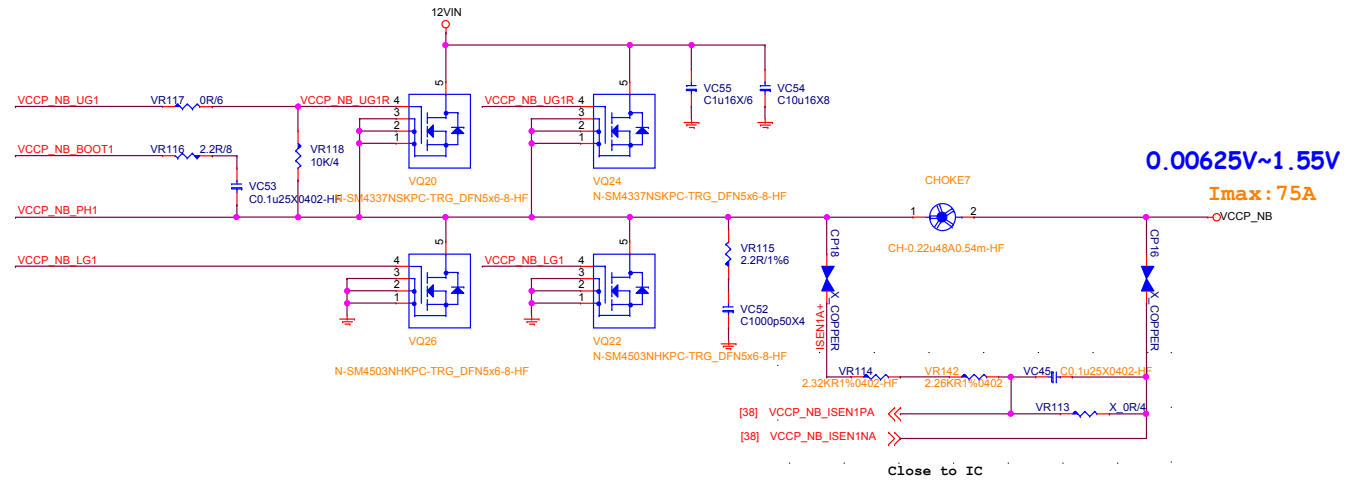 12VIN
VCCP_NB_UG1
VR117
0R/6
VCCP_NB_UG1R
4
3
2
1
5
VCCP_NB_UG1R
4
3
2
1
5
VC55
C1u16X/6
VC54
C10u16X8
VCCP_NB_BOOT1
VR116
2.2R/8
VR118
10K/4
VC53
C0.1u25X0402-HF
VQ20
N-SM4337NSKPC-TRG_DFN5x6-8-HF
VQ24
N-SM4337NSKPC-TRG_DFN5x6-8-HF
0.00625V~1.55V
Imax:75A
CHOKE7
VCCP_NB_PH1
1
2
VCCP_NB
CH-0.22u48A0.54m-HF
VCCP_NB_LG1
4
3
2
1
5
VCCP_NB_LG1
4
3
2
1
5
VR115
2.2R/1%6
VC52
C1000p50X4
CP18
X_COPPER
CP16
X_COPPER
ISEN1A+
VQ26
N-SM4503NHKPC-TRG_DFN5x6-8-HF
VQ22
N-SM4503NHKPC-TRG_DFN5x6-8-HF
VR114
2.32KR1%0402-HF
VR142
2.26KR1%0402
VC45
C0.1u25X0402-HF
[38] VCCP_NB_ISEN1PA
VR113
X_0R/4
[38] VCCP_NB_ISEN1NA
Close to IC